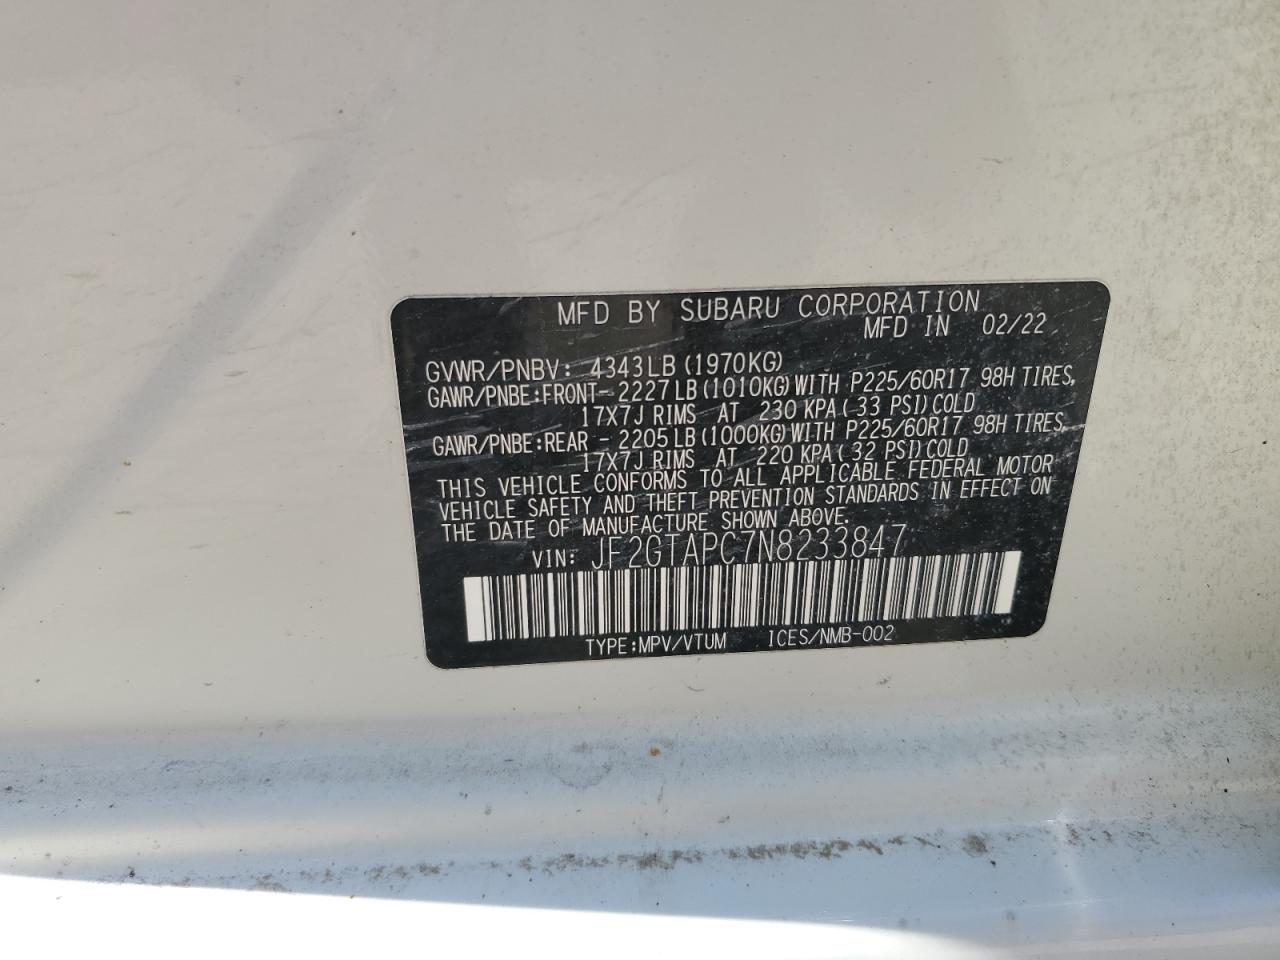 MFD BY SUBARU CORPORATION
MFD IN 02/22
GVWR/PNBV: 4343LB(1970KG)
GAWR/PNBE:FRONT-2227LB(1010KG)WITH P225/60R17 98H TIRES,
17X7J RIMS AT 230 KPA(33 PSI)COLD
GAWR/PNBE:REAR -2205LB(1000KG)WITH P225/60R17 98H TIRES,
17X7J RIMS AT 220 KPA(32 PSI)COLD
THIS VEHICLE CONFORMS TO ALL APPLICABLE FEDERAL MOTOR
VEHICLE SAFETY AND THEFT PREVENTION STANDARDS IN EFFECT ON
THE DATE OF MANUFACTURE SHOWN ABOVE.
VIN: JF2GTAPC7N8233847
TYPE:MPV/VTUM ICES/NMB-002